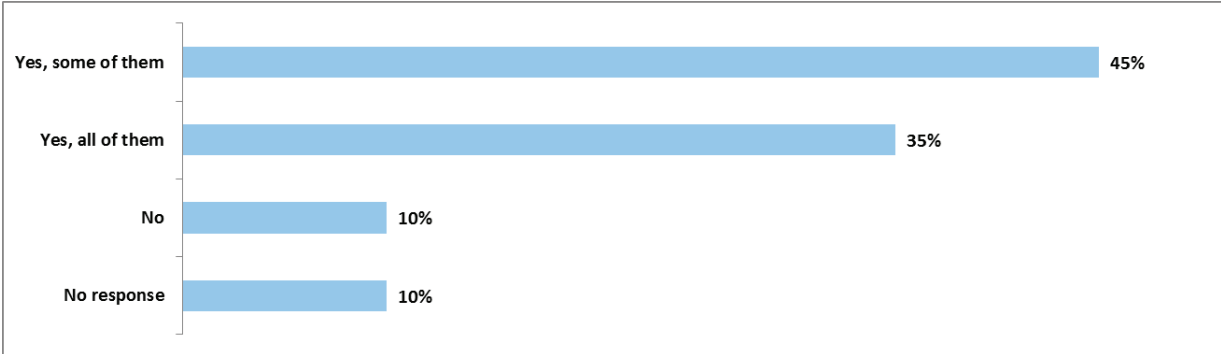 Yes, some of them 45%
Yes, all of them 35%
No 10%
No response 10%